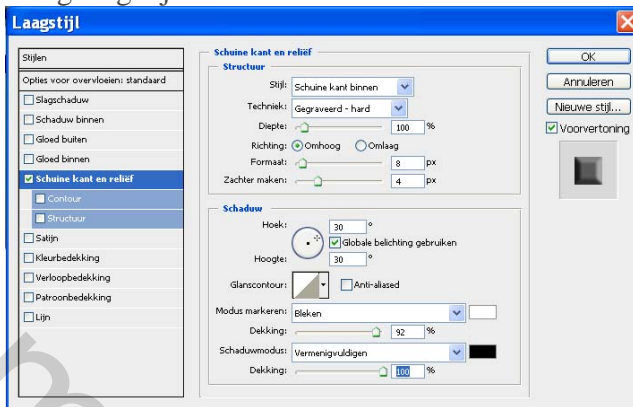 Laagstijl
Stijlen
Opties voor overvloeien: standaard
Slagschaduw
Schaduw binnen
Gloed buiten
Gloed binnen
Schuine kant en reliëf
Contour
Structuur
Satijn
Kleurbedekking
Verloopbedekking
Patroonbedekking
Lijn
Schuine kant en reliëf
Structuur
Stijl: Schuine kant binnen
Techniek: Gegraveerd - hard
Diepte: 100 %
Richting: Omhoog Omlaag
Formaat: 8 px
Zachter maken: 4 px
Schaduw
Hoek: 30 °
Globale belichting gebruiken
Hoogte: 30 °
Glanscontour: Anti-aliased
Modus markeren: Bleken
Dekking: 92 %
Schaduwmodus: Vermenigvuldigen
Dekking: 100 %
OK
Annuleren
Nieuwe stijl...
Voorvertoning